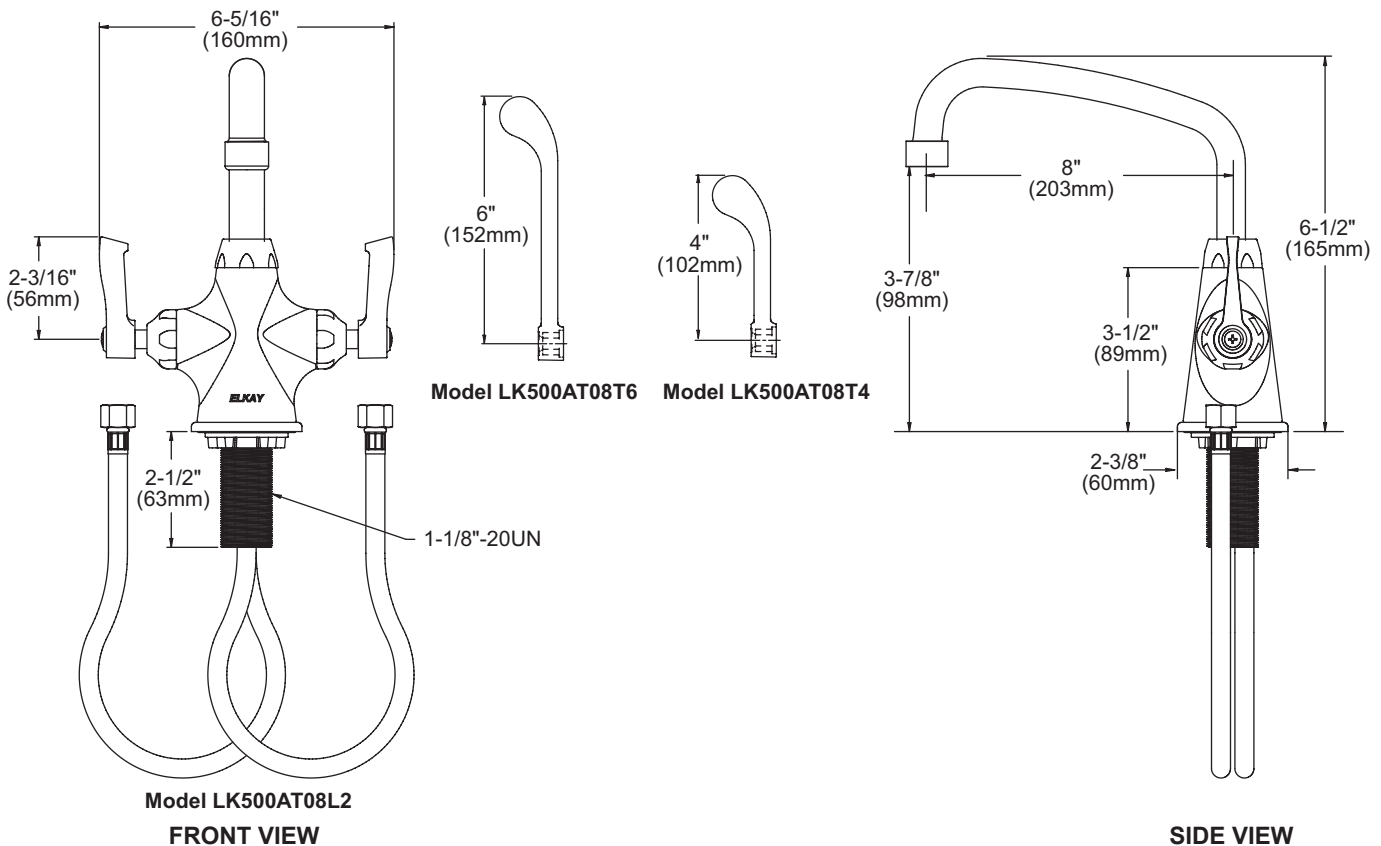 6-5/16"
(160mm)
2-3/16"
(56mm)
ELKAY
2-1/2"
(63mm)
1-1/8"-20UN
Model LK500AT08L2
FRONT VIEW
6"
(152mm)
Model LK500AT08T6
4"
(102mm)
Model LK500AT08T4
8"
(203mm)
6-1/2"
(165mm)
3-7/8"
(98mm)
3-1/2"
(89mm)
2-3/8"
(60mm)
SIDE VIEW